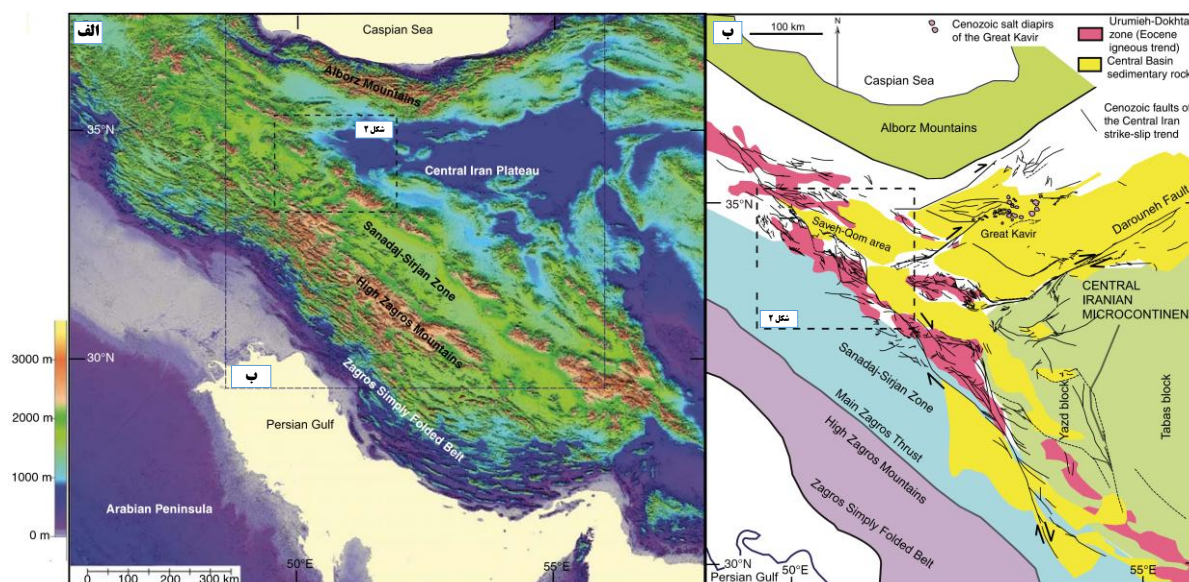 الف
Caspian Sea
Alborz Mountains
35°N
شکل ۲
Central Iran Plateau
Sanadaj-Sirjan Zone
High Zagros Mountains
Zagros Simply Folded Belt
30°N
ب
Persian Gulf
Arabian Peninsula
3000 m
2000 m
1000 m
0 m
50°E
55°E
0 100 200 300 km
ب
100 km
N
Cenozoic salt diapirs
of the Great Kavir
Urumieh-Dokhta
zone (Eocene
igneous trend)
Central Basin
sedimentary rock
Cenozoic faults of
the Central Iran
strike-slip trend
Caspian Sea
Alborz Mountains
35°N
Saveh-Qom area
Great Kavir
Darouneh Fault
CENTRAL
IRANIAN
MICROCONTINEN
شکل ۲
Sanadaj-Sirjan Zone
Main Zagros Thrust
High Zagros Mountains
Zagros Simply Folded Belt
Yazd block
Tabas block
30°N
Persian Gulf
50°E
55°E